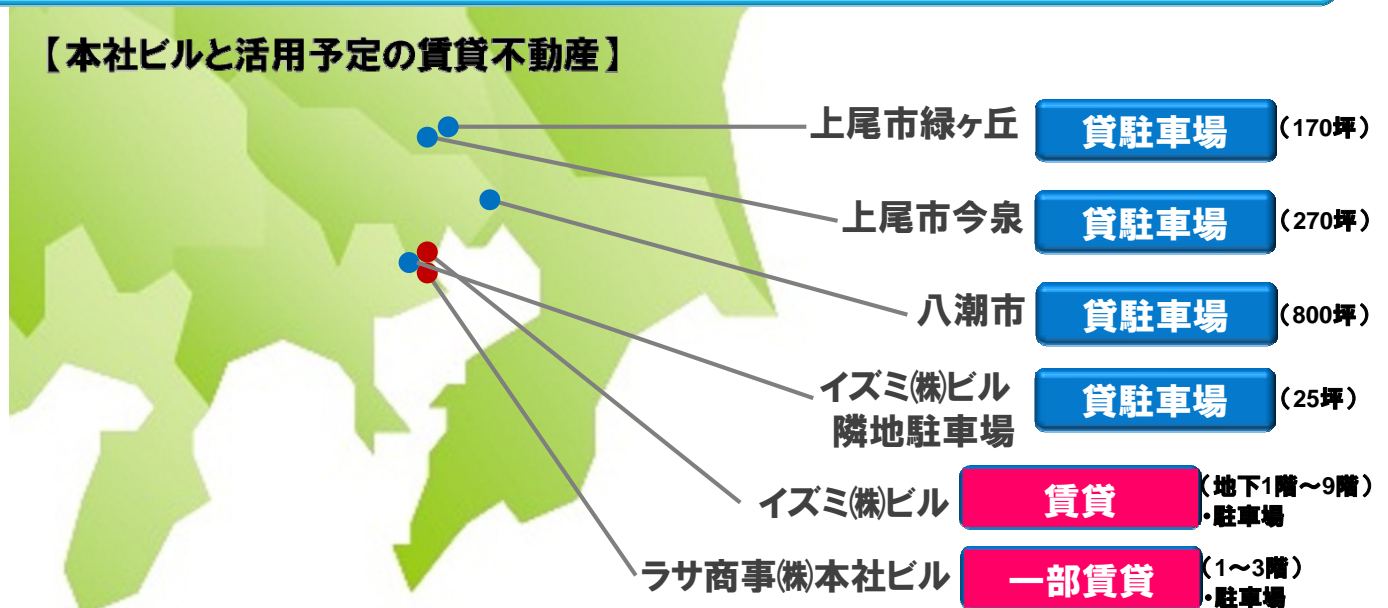 【本社ビルと活用予定の賃貸不動産】
上尾市緑ヶ丘 貸駐車場 (170坪)
上尾市今泉 貸駐車場 (270坪)
八潮市 貸駐車場 (800坪)
イズミ㈱ビル
隣地駐車場 貸駐車場 (25坪)
イズミ㈱ビル 賃貸 (地下1階～9階)
・駐車場
ラサ商事㈱本社ビル 一部賃貸 (1～3階)
・駐車場